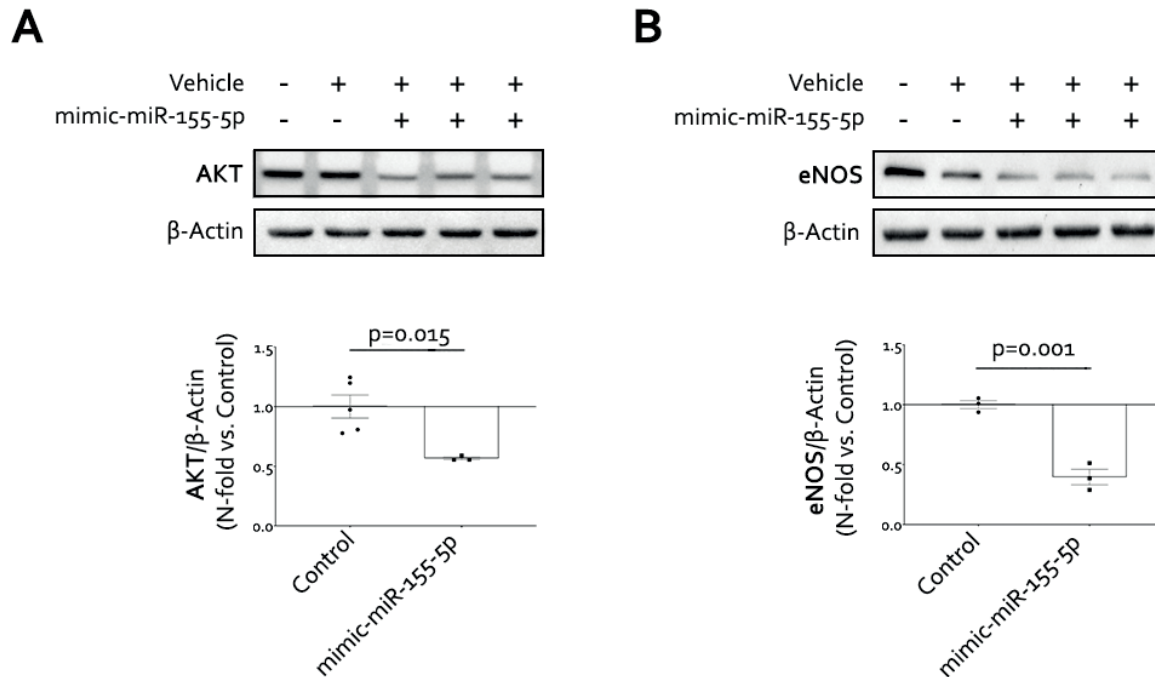 A
Vehicle - + + + +
mimic-miR-155-5p - - + + +
AKT
β-Actin
p=0.015
AKT/β-Actin
(N-fold vs. Control)
1.5
1.0
0.5
0.0
Control
mimic-miR-155-5p
B
Vehicle - + + + +
mimic-miR-155-5p - - + + +
eNOS
β-Actin
p=0.001
eNOS/β-Actin
(N-fold vs. Control)
1.5
1.0
0.5
0.0
Control
mimic-miR-155-5p